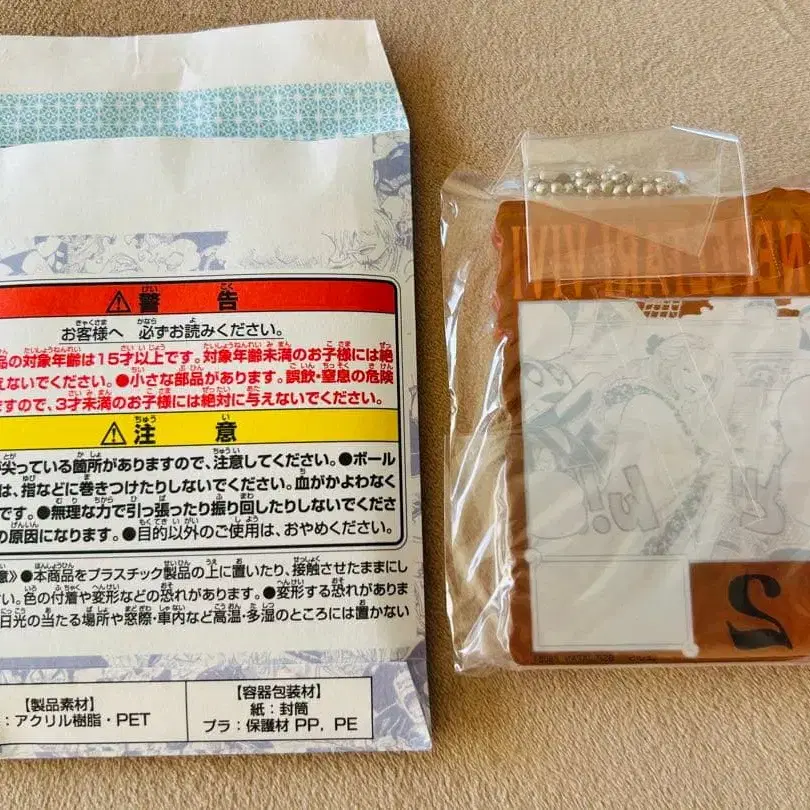 警告
お客様へ 必ずお読みください。
品の対象年齢は15才以上です。対象年齢未満のお子様には絶
えないでください。●小さな部品があります。誤飲・窒息の危険
ますので、3才未満のお子様には絶対に与えないでください。
注意
が尖っている箇所がありますので、注意してください。●ボール
は、指などに巻きつけたりしないでください。血がかよわなく
です。●無理な力で引っ張ったり振り回したりしないでくださ
の原因になります。●目的以外のご使用は、おやめください。
意》●本商品をプラスチック製品の上に置いたり、接触させたままにし
い。色の付着や変形などの恐れがあります。●変形する恐れがありま
日光の当たる場所や窓際・車内など高温・多湿のところには置かない
【製品素材】
：アクリル樹脂・PET
【容器包装材】
紙：封筒
プラ：保護材 PP, PE
NEFELTARI VIVI
ん!
2